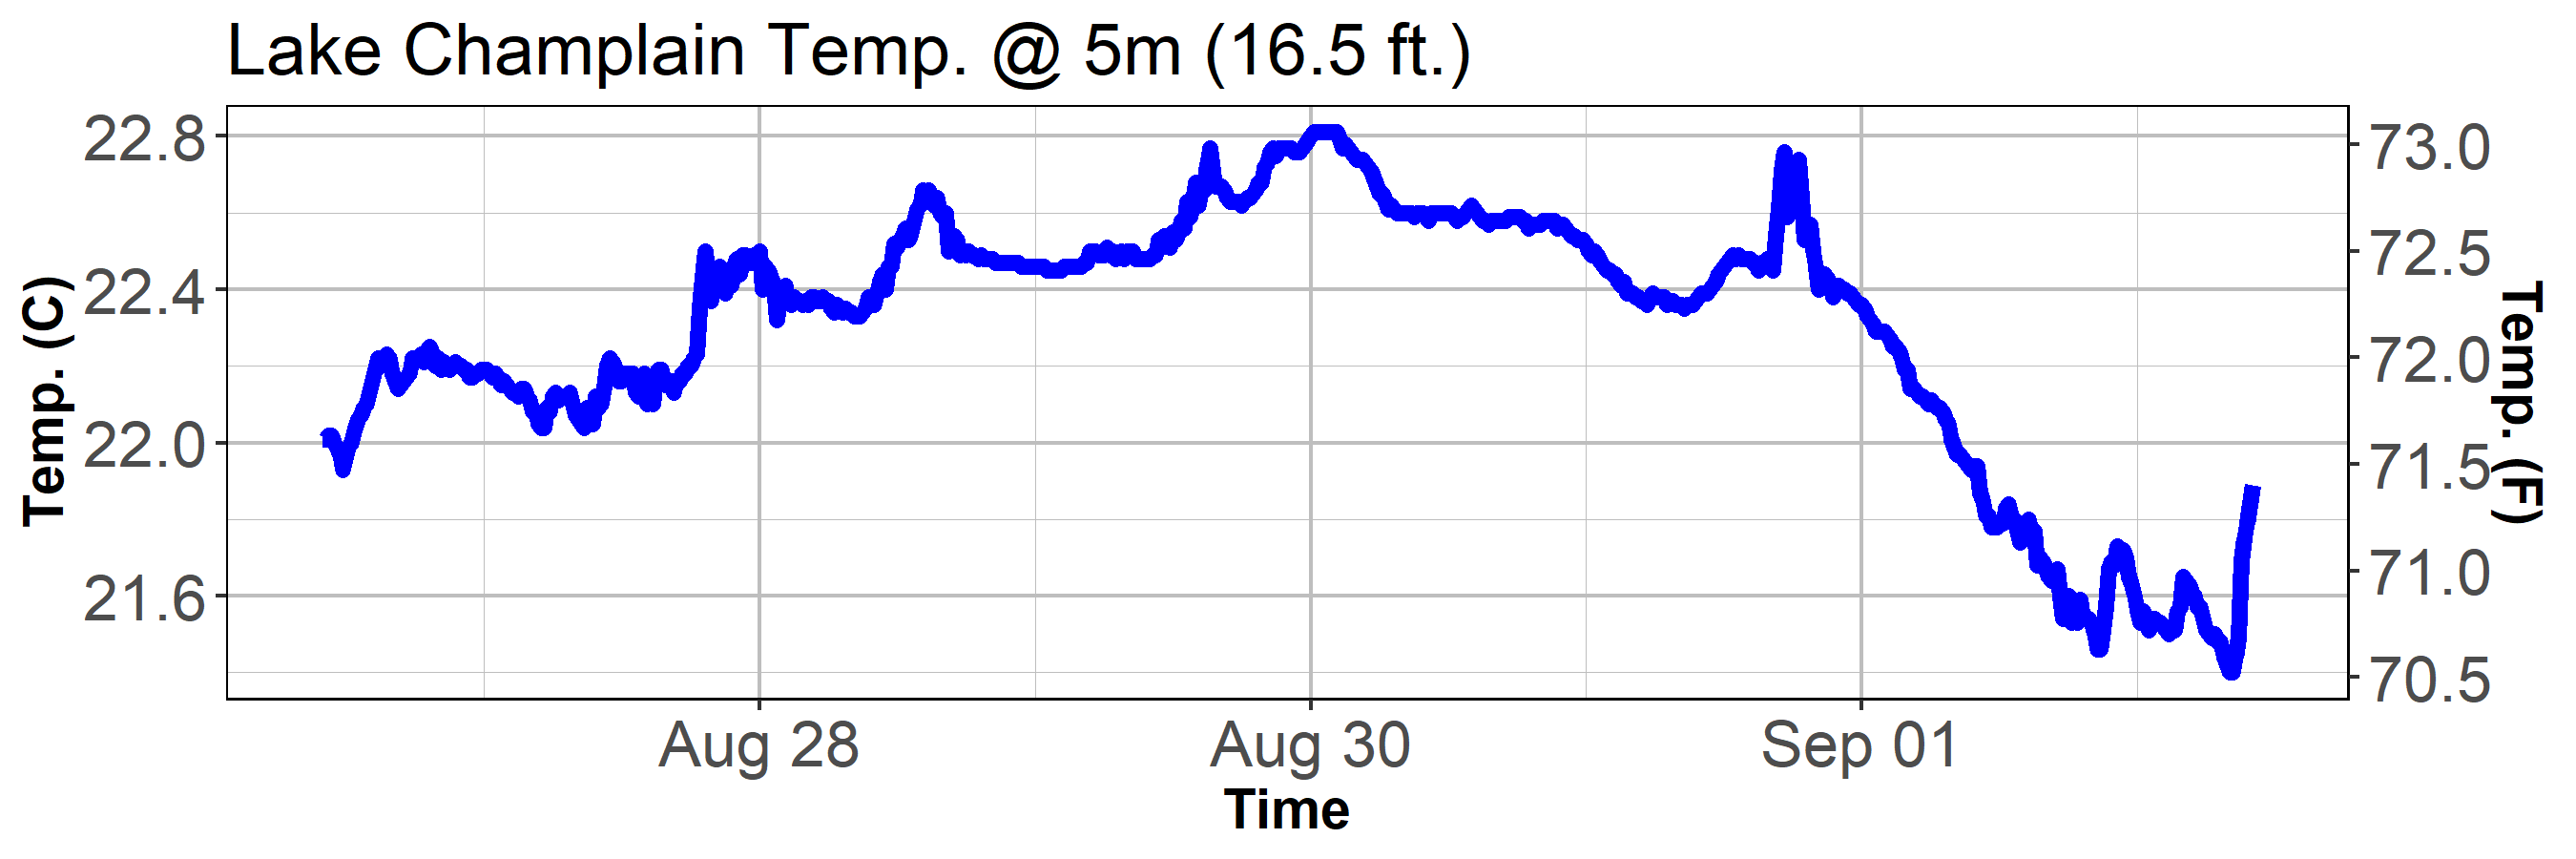 Lake Champlain Temp. @ 5m (16.5 ft.)
22.8
22.4
22.0
21.6
Temp. (C)
73.0
72.5
72.0
71.5
71.0
70.5
Temp. (F)
Aug 28
Aug 30
Sep 01
Time